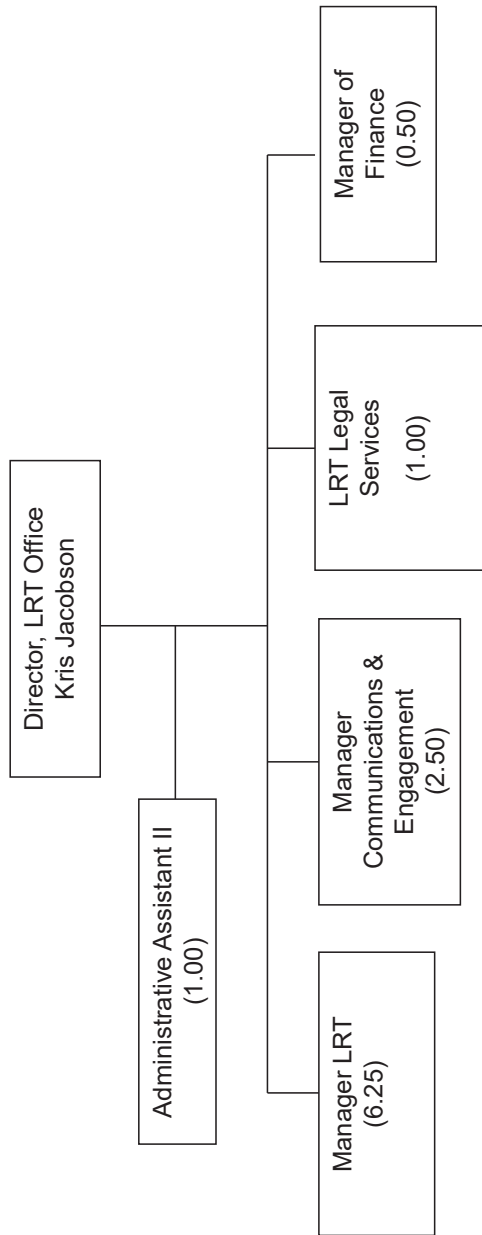 Director, LRT Office
Kris Jacobson
Administrative Assistant II
(1.00)
Manager LRT
(6.25)
Manager
Communications &
Engagement
(2.50)
LRT Legal
Services
(1.00)
Manager of
Finance
(0.50)